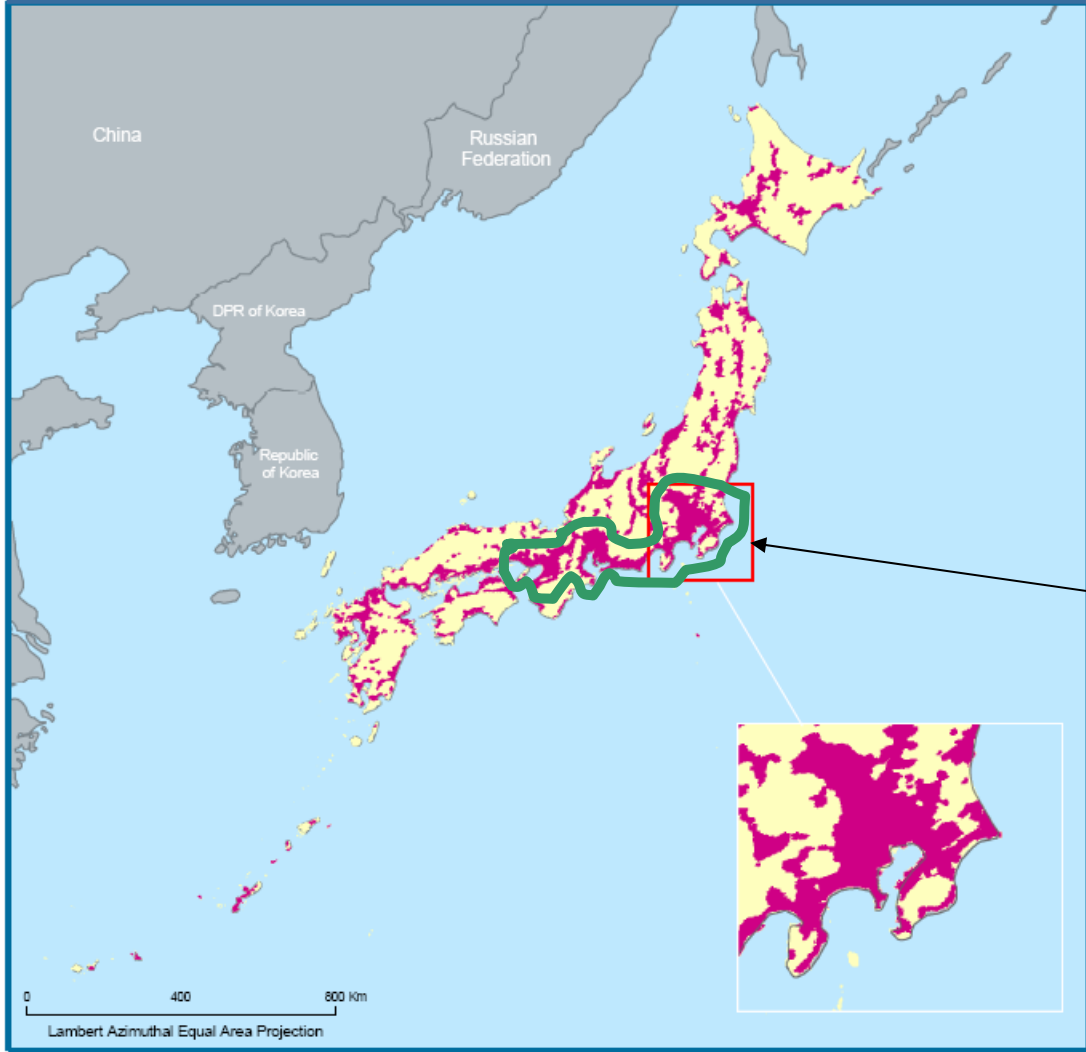 China
Russian
Federation
DPR of Korea
Republic
of Korea
0 400 800 Km
Lambert Azimuthal Equal Area Projection